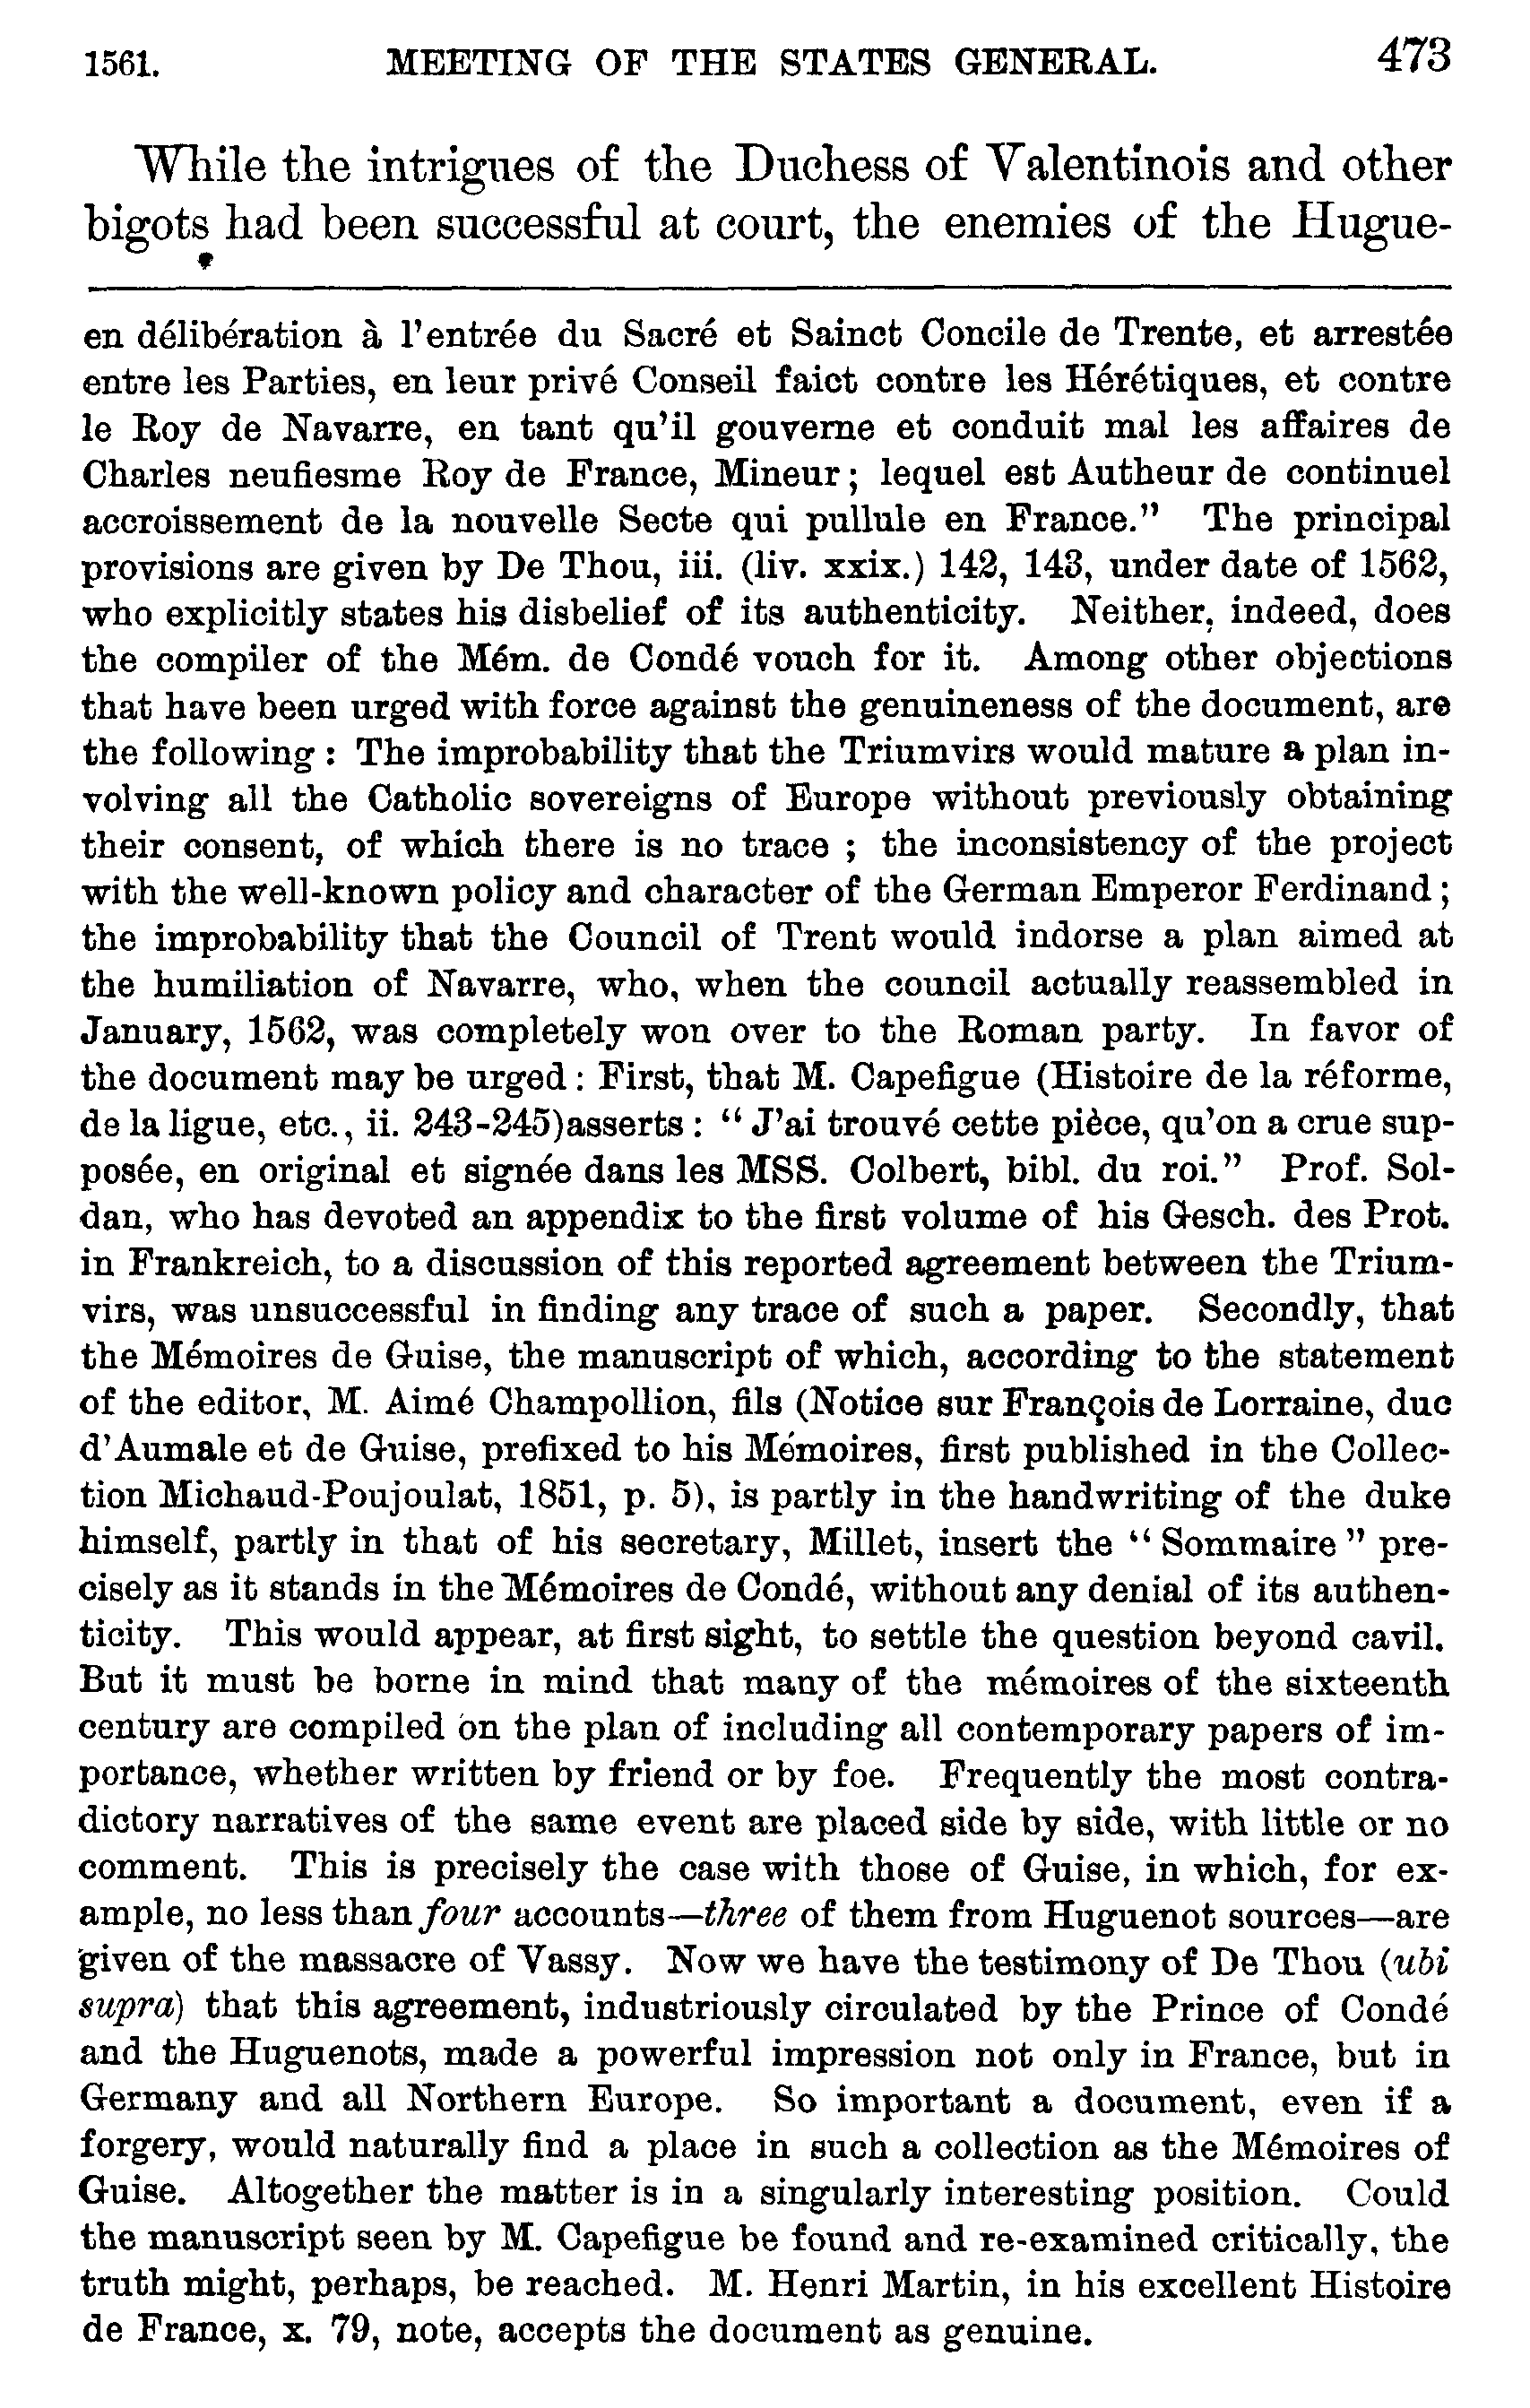 1561. MEETING OF THE STATES GENERAL. 473
While the intrigues of the Duchess of Valentinois and other
bigots had been successful at court, the enemies of the Hugue-
en délibération à l'entrée du Sacré et Sainct Concile de Trente, et arrestée
entre les Parties, en leur privé Conseil faict contre les Hérétiques, et contre
le Roy de Navarre, en tant qu'il gouverne et conduit mal les affaires de
Charles neufiesme Roy de France, Mineur; lequel est Autheur de continuel
accroissement de la nouvelle Secte qui pullule en France." The principal
provisions are given by De Thou, iii. (liv. xxix.) 142, 143, under date of 1562,
who explicitly states his disbelief of its authenticity. Neither, indeed, does
the compiler of the Mém. de Condé vouch for it. Among other objections
that have been urged with force against the genuineness of the document, are
the following: The improbability that the Triumvirs would mature a plan in-
volving all the Catholic sovereigns of Europe without previously obtaining
their consent, of which there is no trace ; the inconsistency of the project
with the well-known policy and character of the German Emperor Ferdinand;
the improbability that the Council of Trent would indorse a plan aimed at
the humiliation of Navarre, who, when the council actually reassembled in
January, 1562, was completely won over to the Roman party. In favor of
the document may be urged: First, that M. Capefigue (Histoire de la réforme,
de la ligue, etc., ii. 243-245)asserts: "J'ai trouvé cette pièce, qu'on a crue sup-
posée, en original et signée dans les MSS. Colbert, bibl. du roi." Prof. Sol-
dan, who has devoted an appendix to the first volume of his Gesch. des Prot.
in Frankreich, to a discussion of this reported agreement between the Trium-
virs, was unsuccessful in finding any trace of such a paper. Secondly, that
the Mémoires de Guise, the manuscript of which, according to the statement
of the editor, M. Aimé Champollion, fils (Notice sur François de Lorraine, duc
d'Aumale et de Guise, prefixed to his Mémoires, first published in the Collec-
tion Michaud-Poujoulat, 1851, p. 5), is partly in the handwriting of the duke
himself, partly in that of his secretary, Millet, insert the "Sommaire" pre-
cisely as it stands in the Mémoires de Condé, without any denial of its authen-
ticity. This would appear, at first sight, to settle the question beyond cavil.
But it must be borne in mind that many of the mémoires of the sixteenth
century are compiled on the plan of including all contemporary papers of im-
portance, whether written by friend or by foe. Frequently the most contra-
dictory narratives of the same event are placed side by side, with little or no
comment. This is precisely the case with those of Guise, in which, for ex-
ample, no less than four accounts—three of them from Huguenot sources—are
given of the massacre of Vassy. Now we have the testimony of De Thou (ubi
supra) that this agreement, industriously circulated by the Prince of Condé
and the Huguenots, made a powerful impression not only in France, but in
Germany and all Northern Europe. So important a document, even if a
forgery, would naturally find a place in such a collection as the Mémoires of
Guise. Altogether the matter is in a singularly interesting position. Could
the manuscript seen by M. Capefigue be found and re-examined critically, the
truth might, perhaps, be reached. M. Henri Martin, in his excellent Histoire
de France, x. 79, note, accepts the document as genuine.